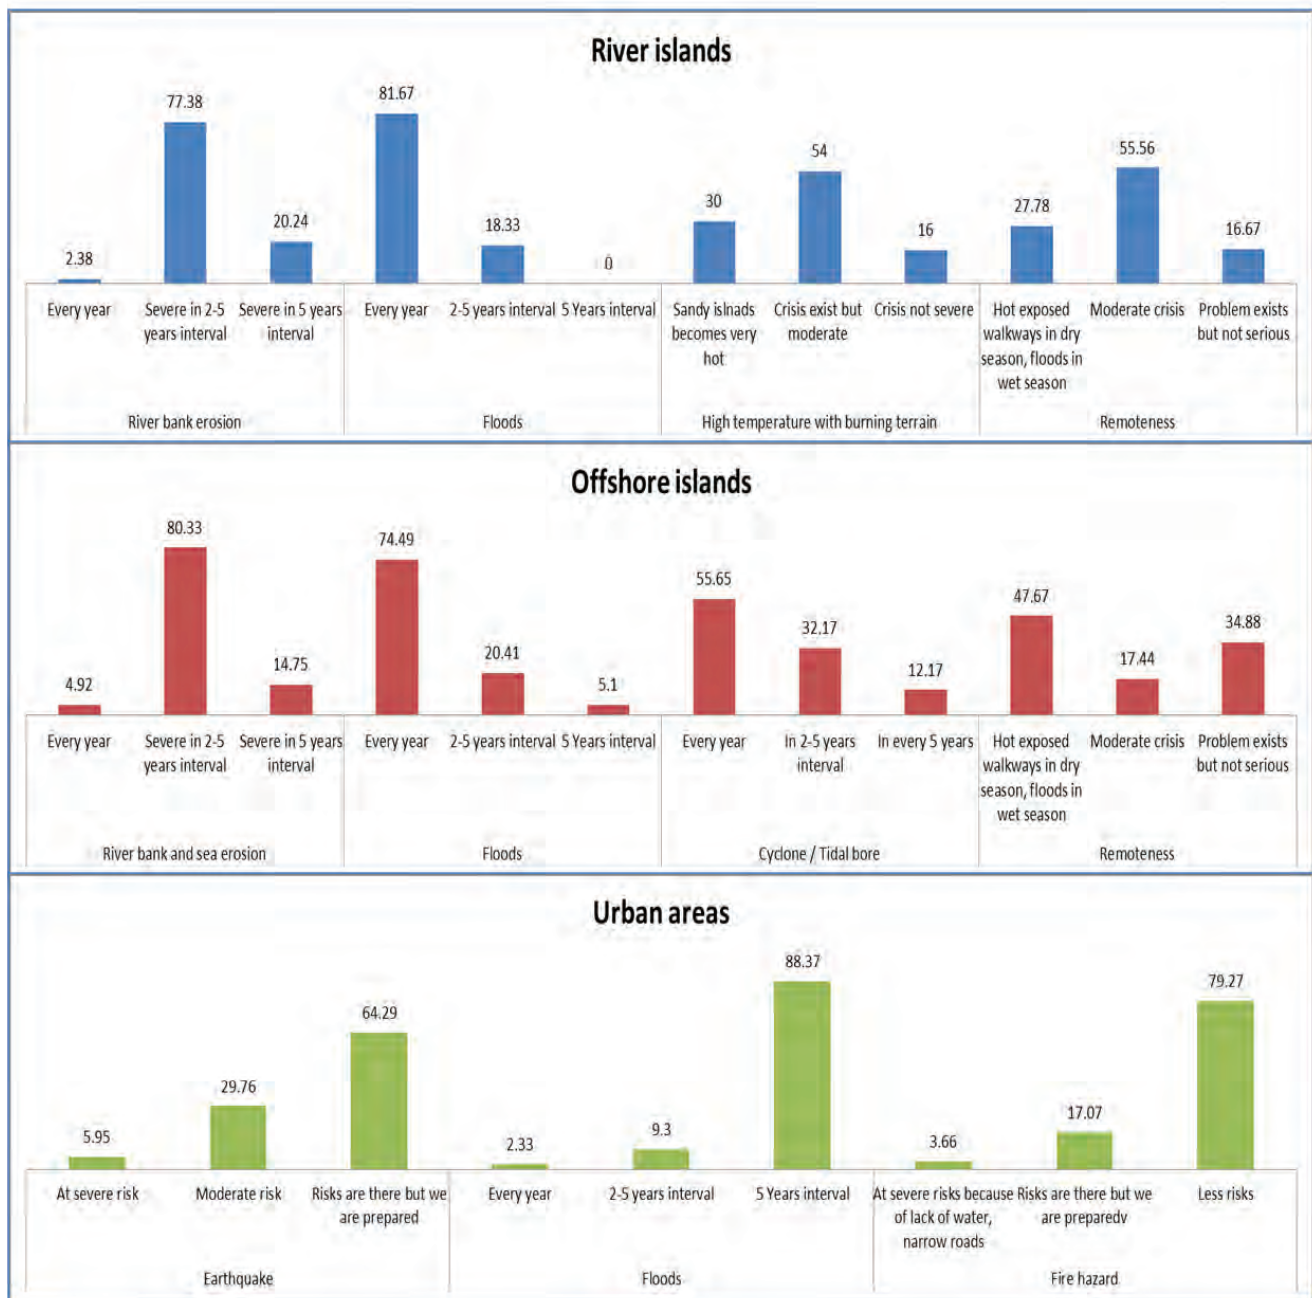 River islands
77.38
81.67
54
55.56
30
27.78
20.24
18.33
16
16.67
2.38
0
Every year
Severe in 2-5
years interval
Severe in 5 years
interval
Every year
2-5 years interval
5 Years interval
Sandy islnads
becomes very
hot
Crisis exist but
moderate
Crisis not severe
Hot exposed
walkways in dry
season, floods in
wet season
Moderate crisis
Problem exists
but not serious
River bank erosion
Floods
High temperature with burning terrain
Remoteness
Offshore islands
80.33
74.49
55.65
47.67
32.17
34.88
20.41
14.75
17.44
12.17
4.92
5.1
Every year
Severe in 2-5
years interval
Severe in 5 years
interval
Every year
2-5 years interval
5 Years interval
Every year
In 2-5 years
interval
In every 5 years
Hot exposed
walkways in dry
season, floods in
wet season
Moderate crisis
Problem exists
but not serious
River bank and sea erosion
Floods
Cyclone / Tidal bore
Remoteness
Urban areas
88.37
79.27
64.29
29.76
17.07
5.95
2.33
9.3
3.66
At severe risk
Moderate risk
Risks are there but we
are prepared
Every year
2-5 years interval
5 Years interval
At severe risks because
of lack of water,
narrow roads
Risks are there but we
are preparedv
Less risks
Earthquake
Floods
Fire hazard